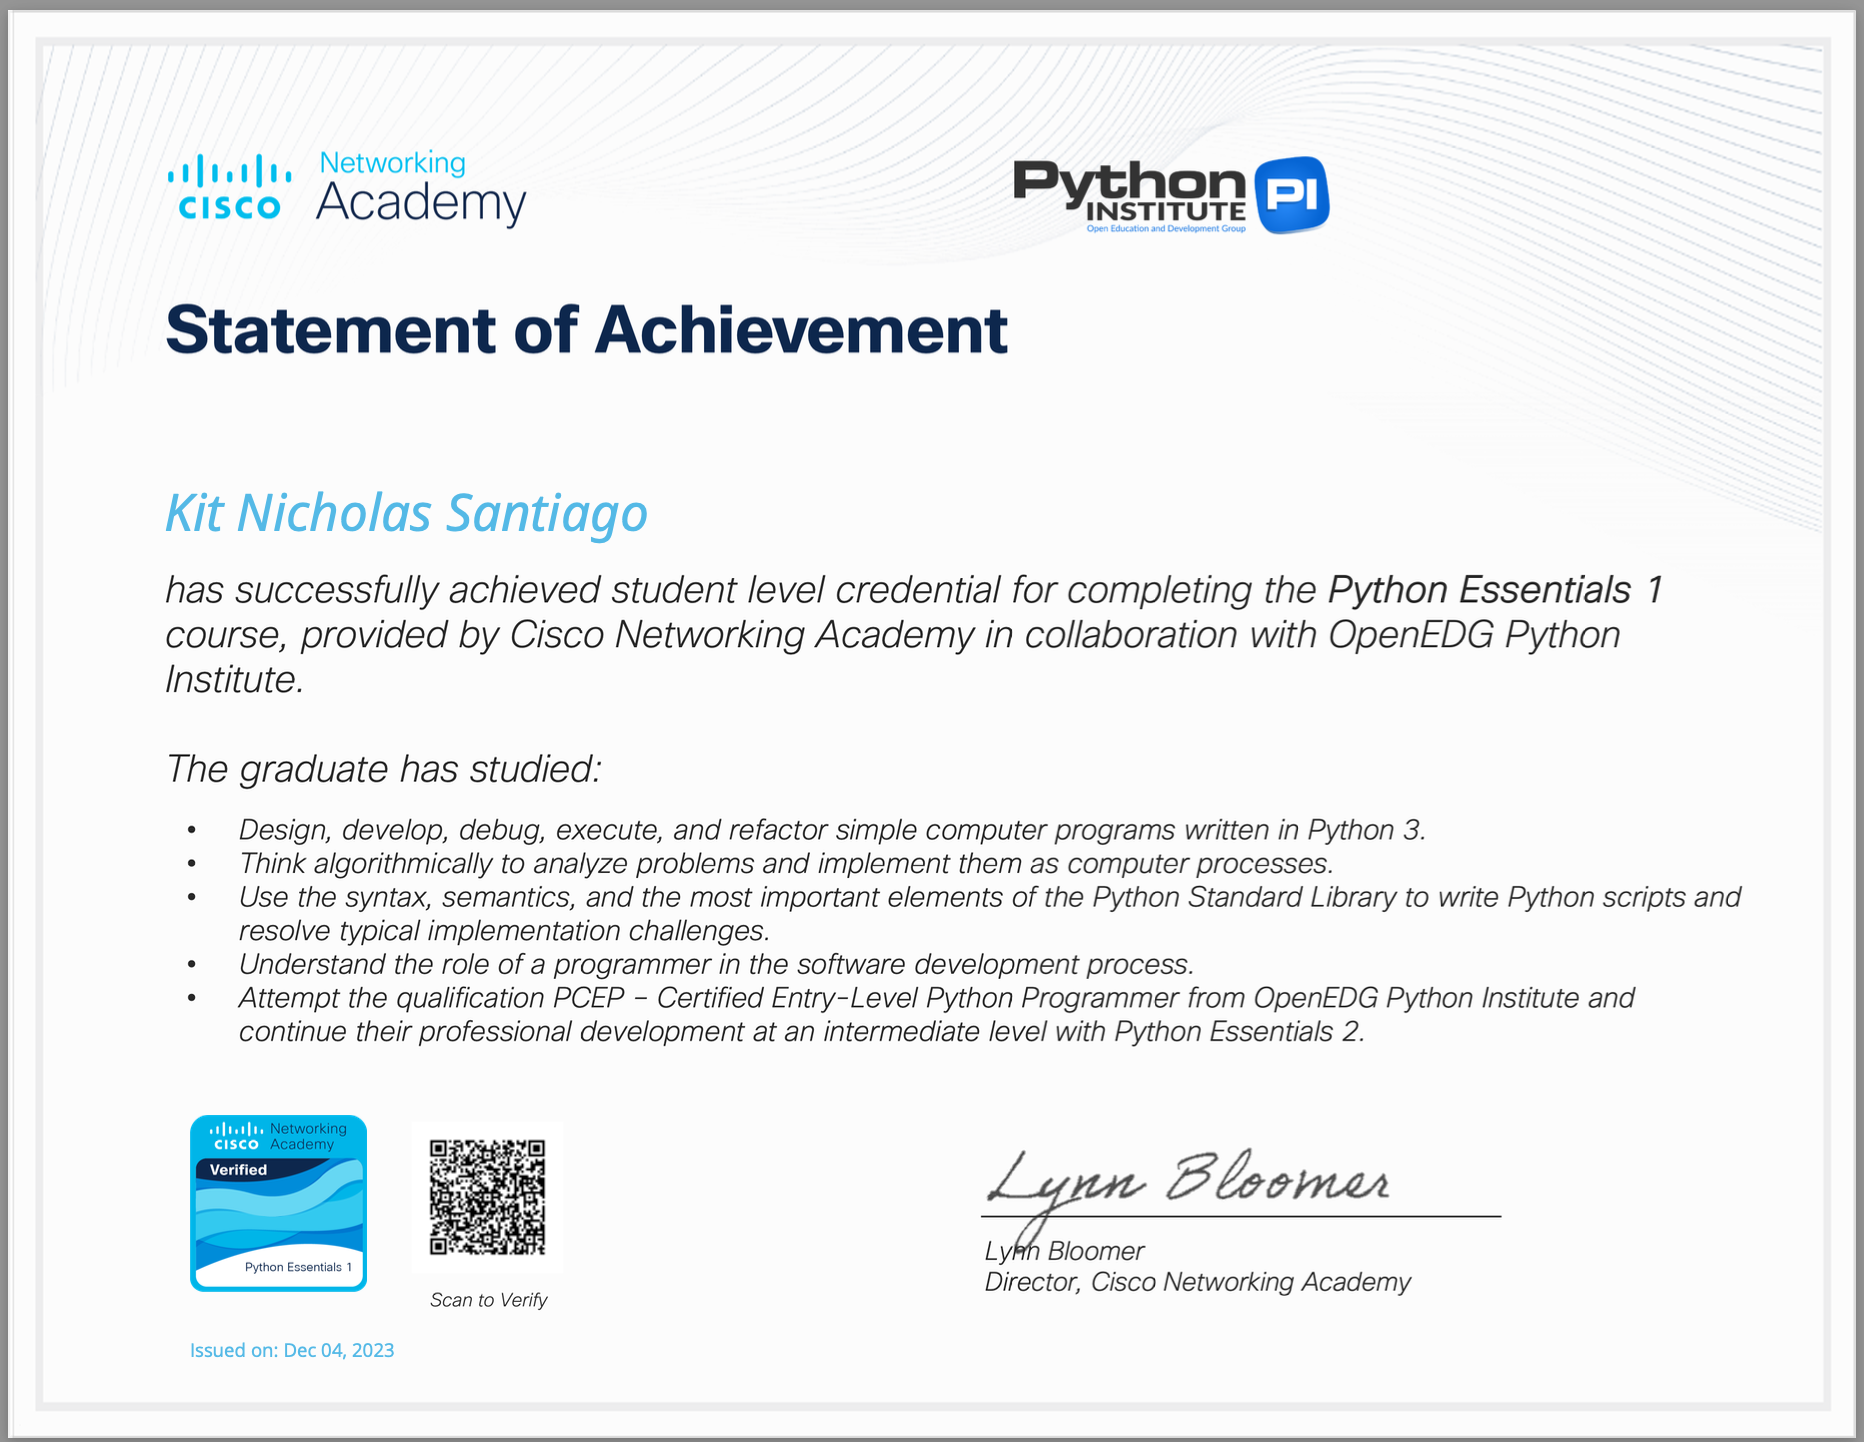 Networking
CISCO Academy
Python PI
INSTITUTE
Open Education and Development Group
Statement of Achievement
Kit Nicholas Santiago
has successfully achieved student level credential for completing the Python Essentials 1
course, provided by Cisco Networking Academy in collaboration with OpenEDG Python
Institute.
The graduate has studied:
• Design, develop, debug, execute, and refactor simple computer programs written in Python 3.
• Think algorithmically to analyze problems and implement them as computer processes.
• Use the syntax, semantics, and the most important elements of the Python Standard Library to write Python scripts and
resolve typical implementation challenges.
• Understand the role of a programmer in the software development process.
• Attempt the qualification PCEP – Certified Entry-Level Python Programmer from OpenEDG Python Institute and
continue their professional development at an intermediate level with Python Essentials 2.
Networking
CISCO Academy
Verified
Python Essentials 1
Scan to Verify
Issued on: Dec 04, 2023
Lynn Bloomer
Lynn Bloomer
Director, Cisco Networking Academy